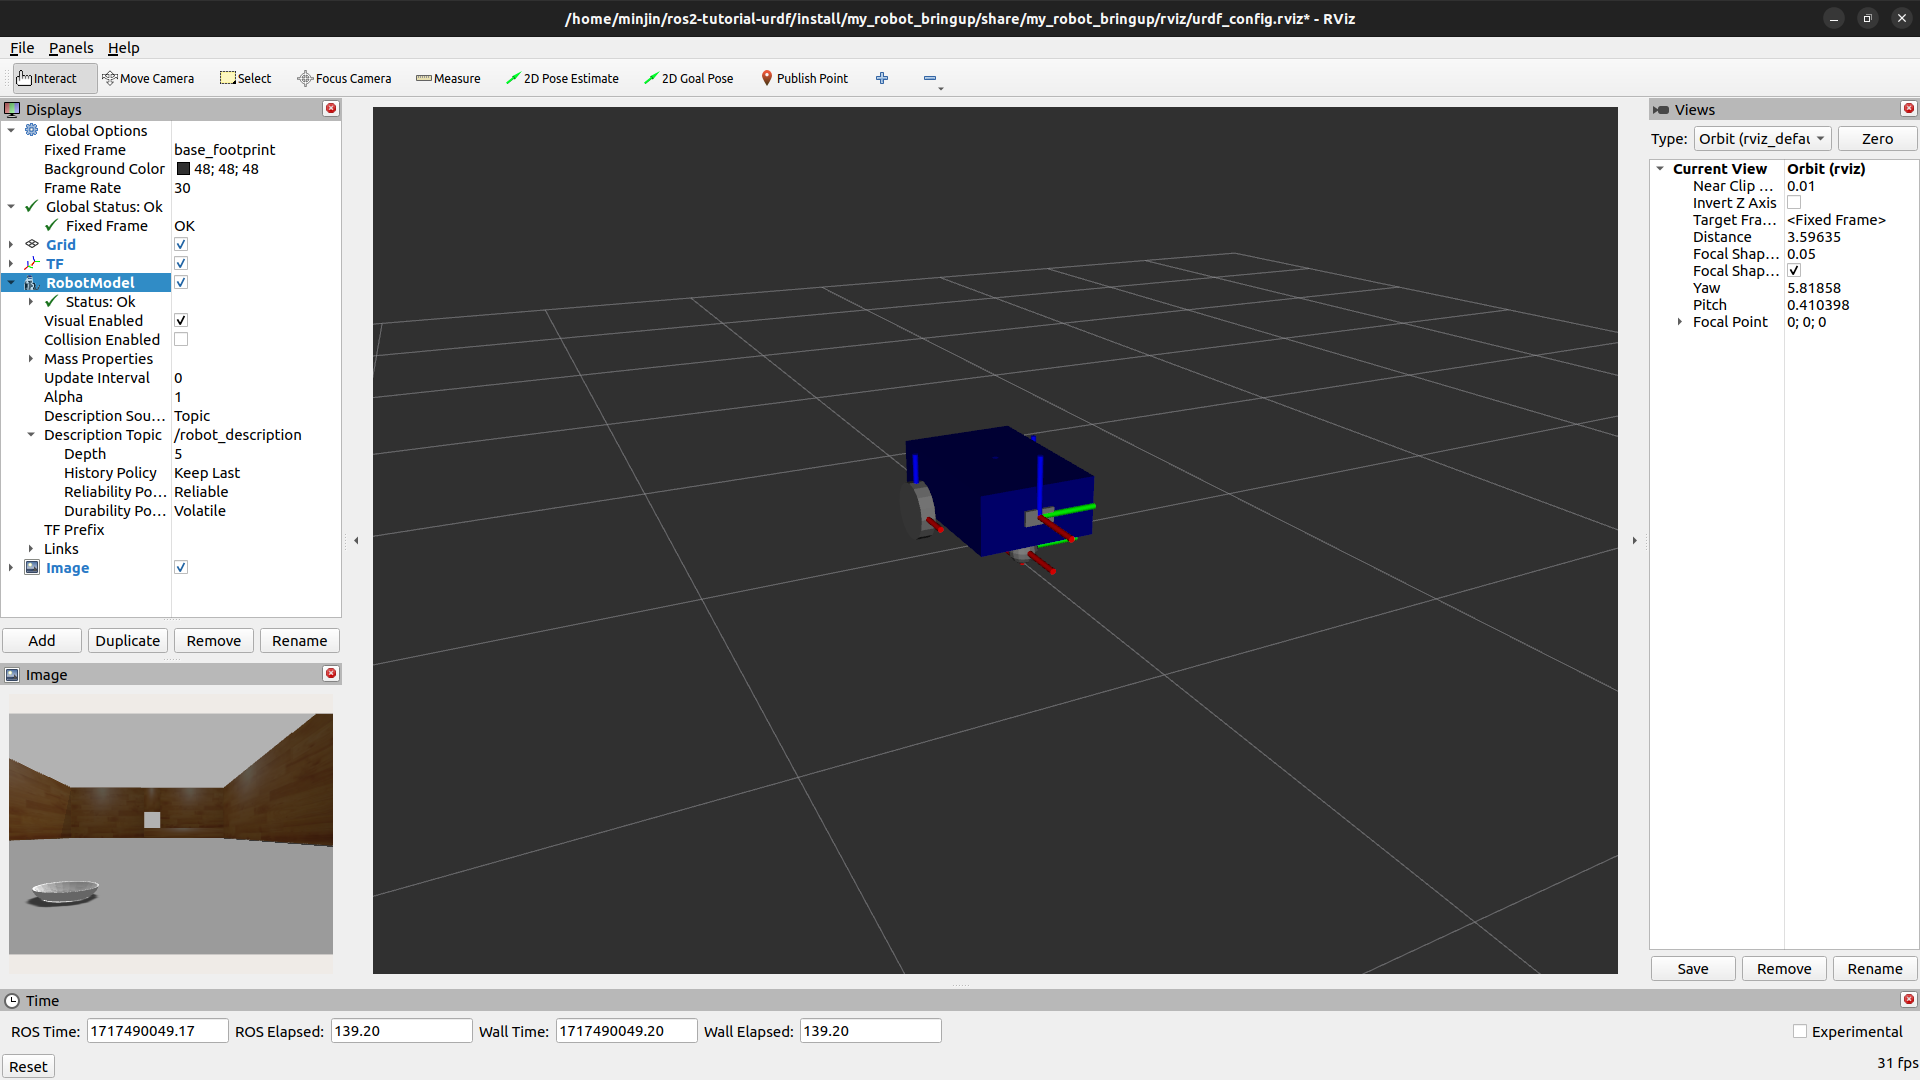 /home/minjin/ros2-tutorial-urdf/install/my_robot_bringup/share/my_robot_bringup/rviz/urdf_config.rviz* - RViz
File Panels Help
Interact Move Camera Select Focus Camera Measure 2D Pose Estimate 2D Goal Pose Publish Point
Displays
Global Options
Fixed Frame base_footprint
Background Color 48; 48; 48
Frame Rate 30
Global Status: Ok
Fixed Frame OK
Grid
TF
RobotModel
Status: Ok
Visual Enabled
Collision Enabled
Mass Properties
Update Interval 0
Alpha 1
Description Sou... Topic
Description Topic /robot_description
Depth 5
History Policy Keep Last
Reliability Po... Reliable
Durability Po... Volatile
TF Prefix
Links
Image
Add Duplicate Remove Rename
Image
Views
Type: Orbit (rviz_defau Zero
Current View Orbit (rviz)
Near Clip ... 0.01
Invert Z Axis
Target Fra... <Fixed Frame>
Distance 3.59635
Focal Shap... 0.05
Focal Shap...
Yaw 5.81858
Pitch 0.410398
Focal Point 0; 0; 0
Save Remove Rename
Time
ROS Time: 1717490049.17 ROS Elapsed: 139.20 Wall Time: 1717490049.20 Wall Elapsed: 139.20 Experimental
Reset 31 fps